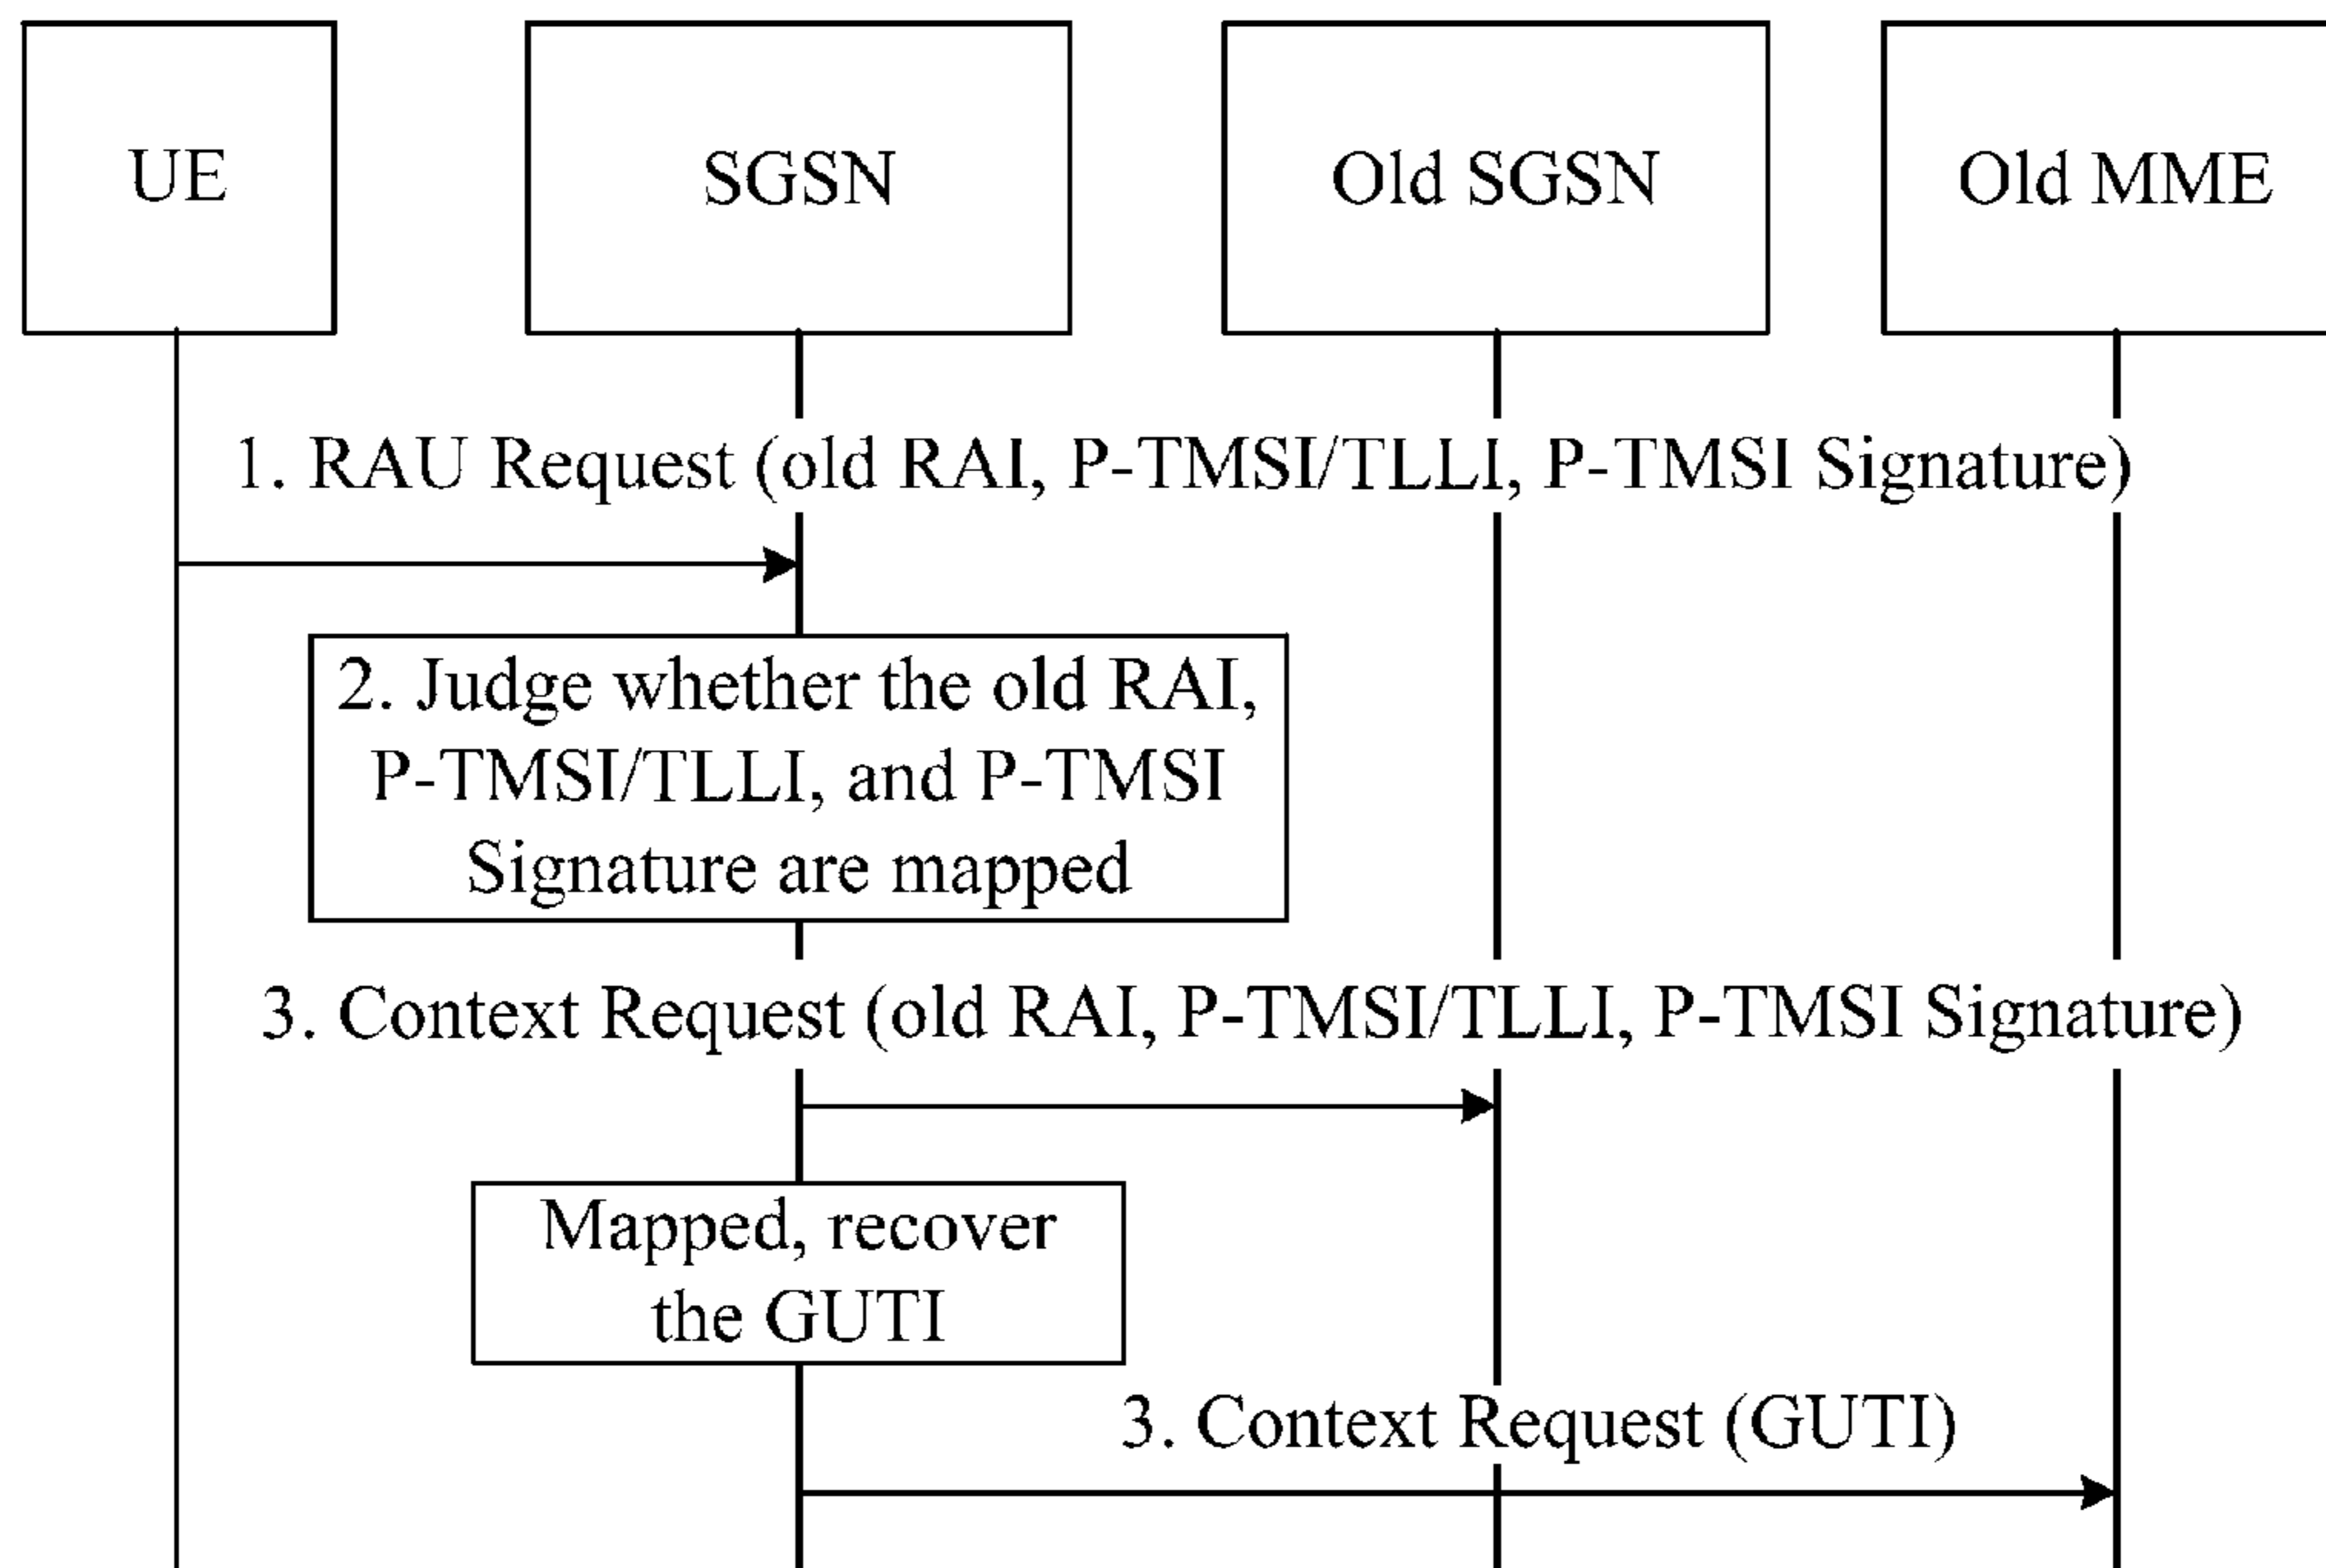 UE
SGSN
Old SGSN
Old MME
1. RAU Request (old RAI, P-TMSI/TLLI, P-TMSI Signature)
2. Judge whether the old RAI,
P-TMSI/TLLI, and P-TMSI
Signature are mapped
3. Context Request (old RAI, P-TMSI/TLLI, P-TMSI Signature)
Mapped, recover
the GUTI
3. Context Request (GUTI)